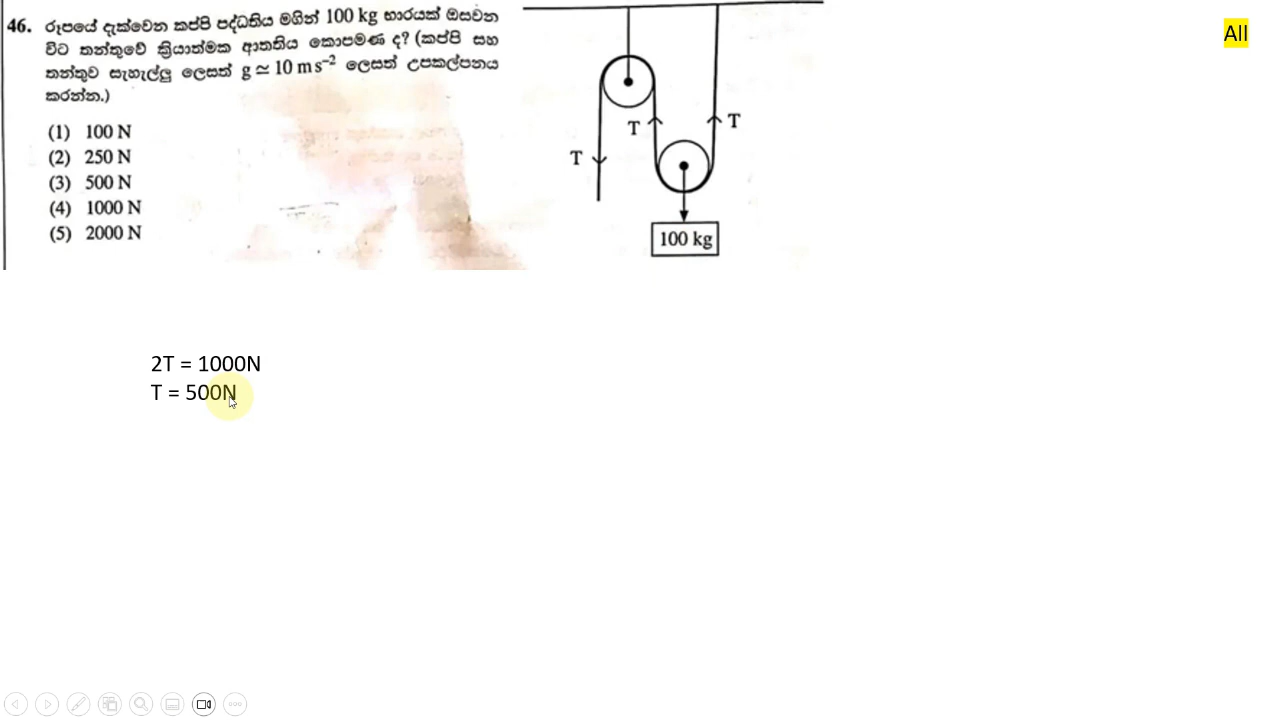 46. රූපයේ දැක්වෙන කප්පි පද්ධතිය මගින් 100 kg භාරයක් ඔසවන
විට තන්තුවේ ක්‍රියාත්මක ආතතිය කොපමණ ද? (කප්පි සහ
තන්තුව සැහැල්ලු ලෙසත් g ≃ 10 m s⁻² ලෙසත් උපකල්පනය
කරන්න.)
(1) 100 N
(2) 250 N
(3) 500 N
(4) 1000 N
(5) 2000 N
T
T
T
100 kg
All
2T = 1000N
T = 500N